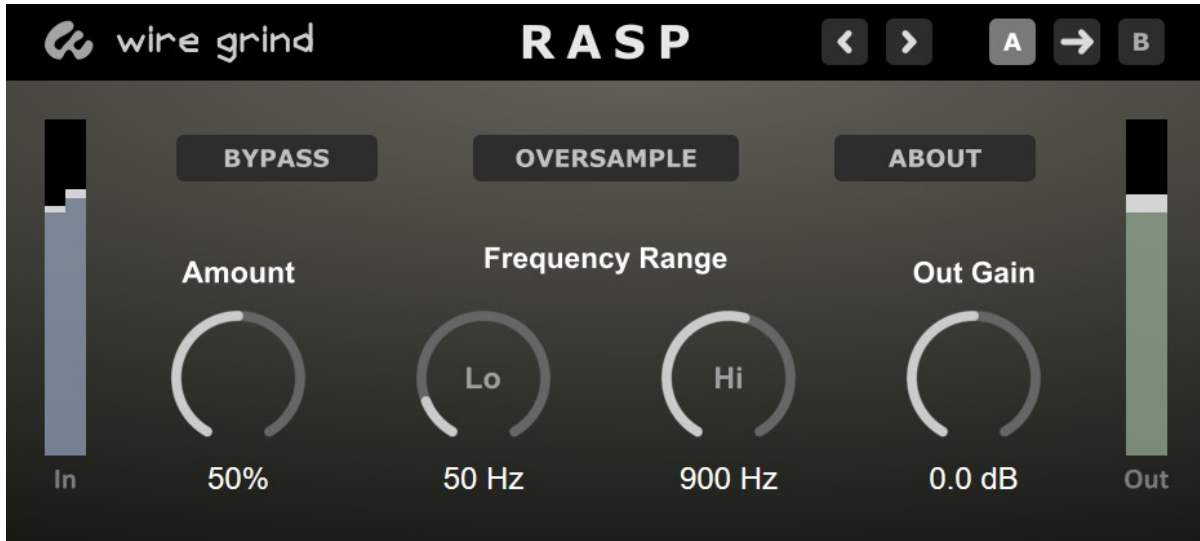 wire grind
RASP
A
B
BYPASS
OVERSAMPLE
ABOUT
Amount
Frequency Range
Out Gain
Lo
Hi
50%
50 Hz
900 Hz
0.0 dB
In
Out